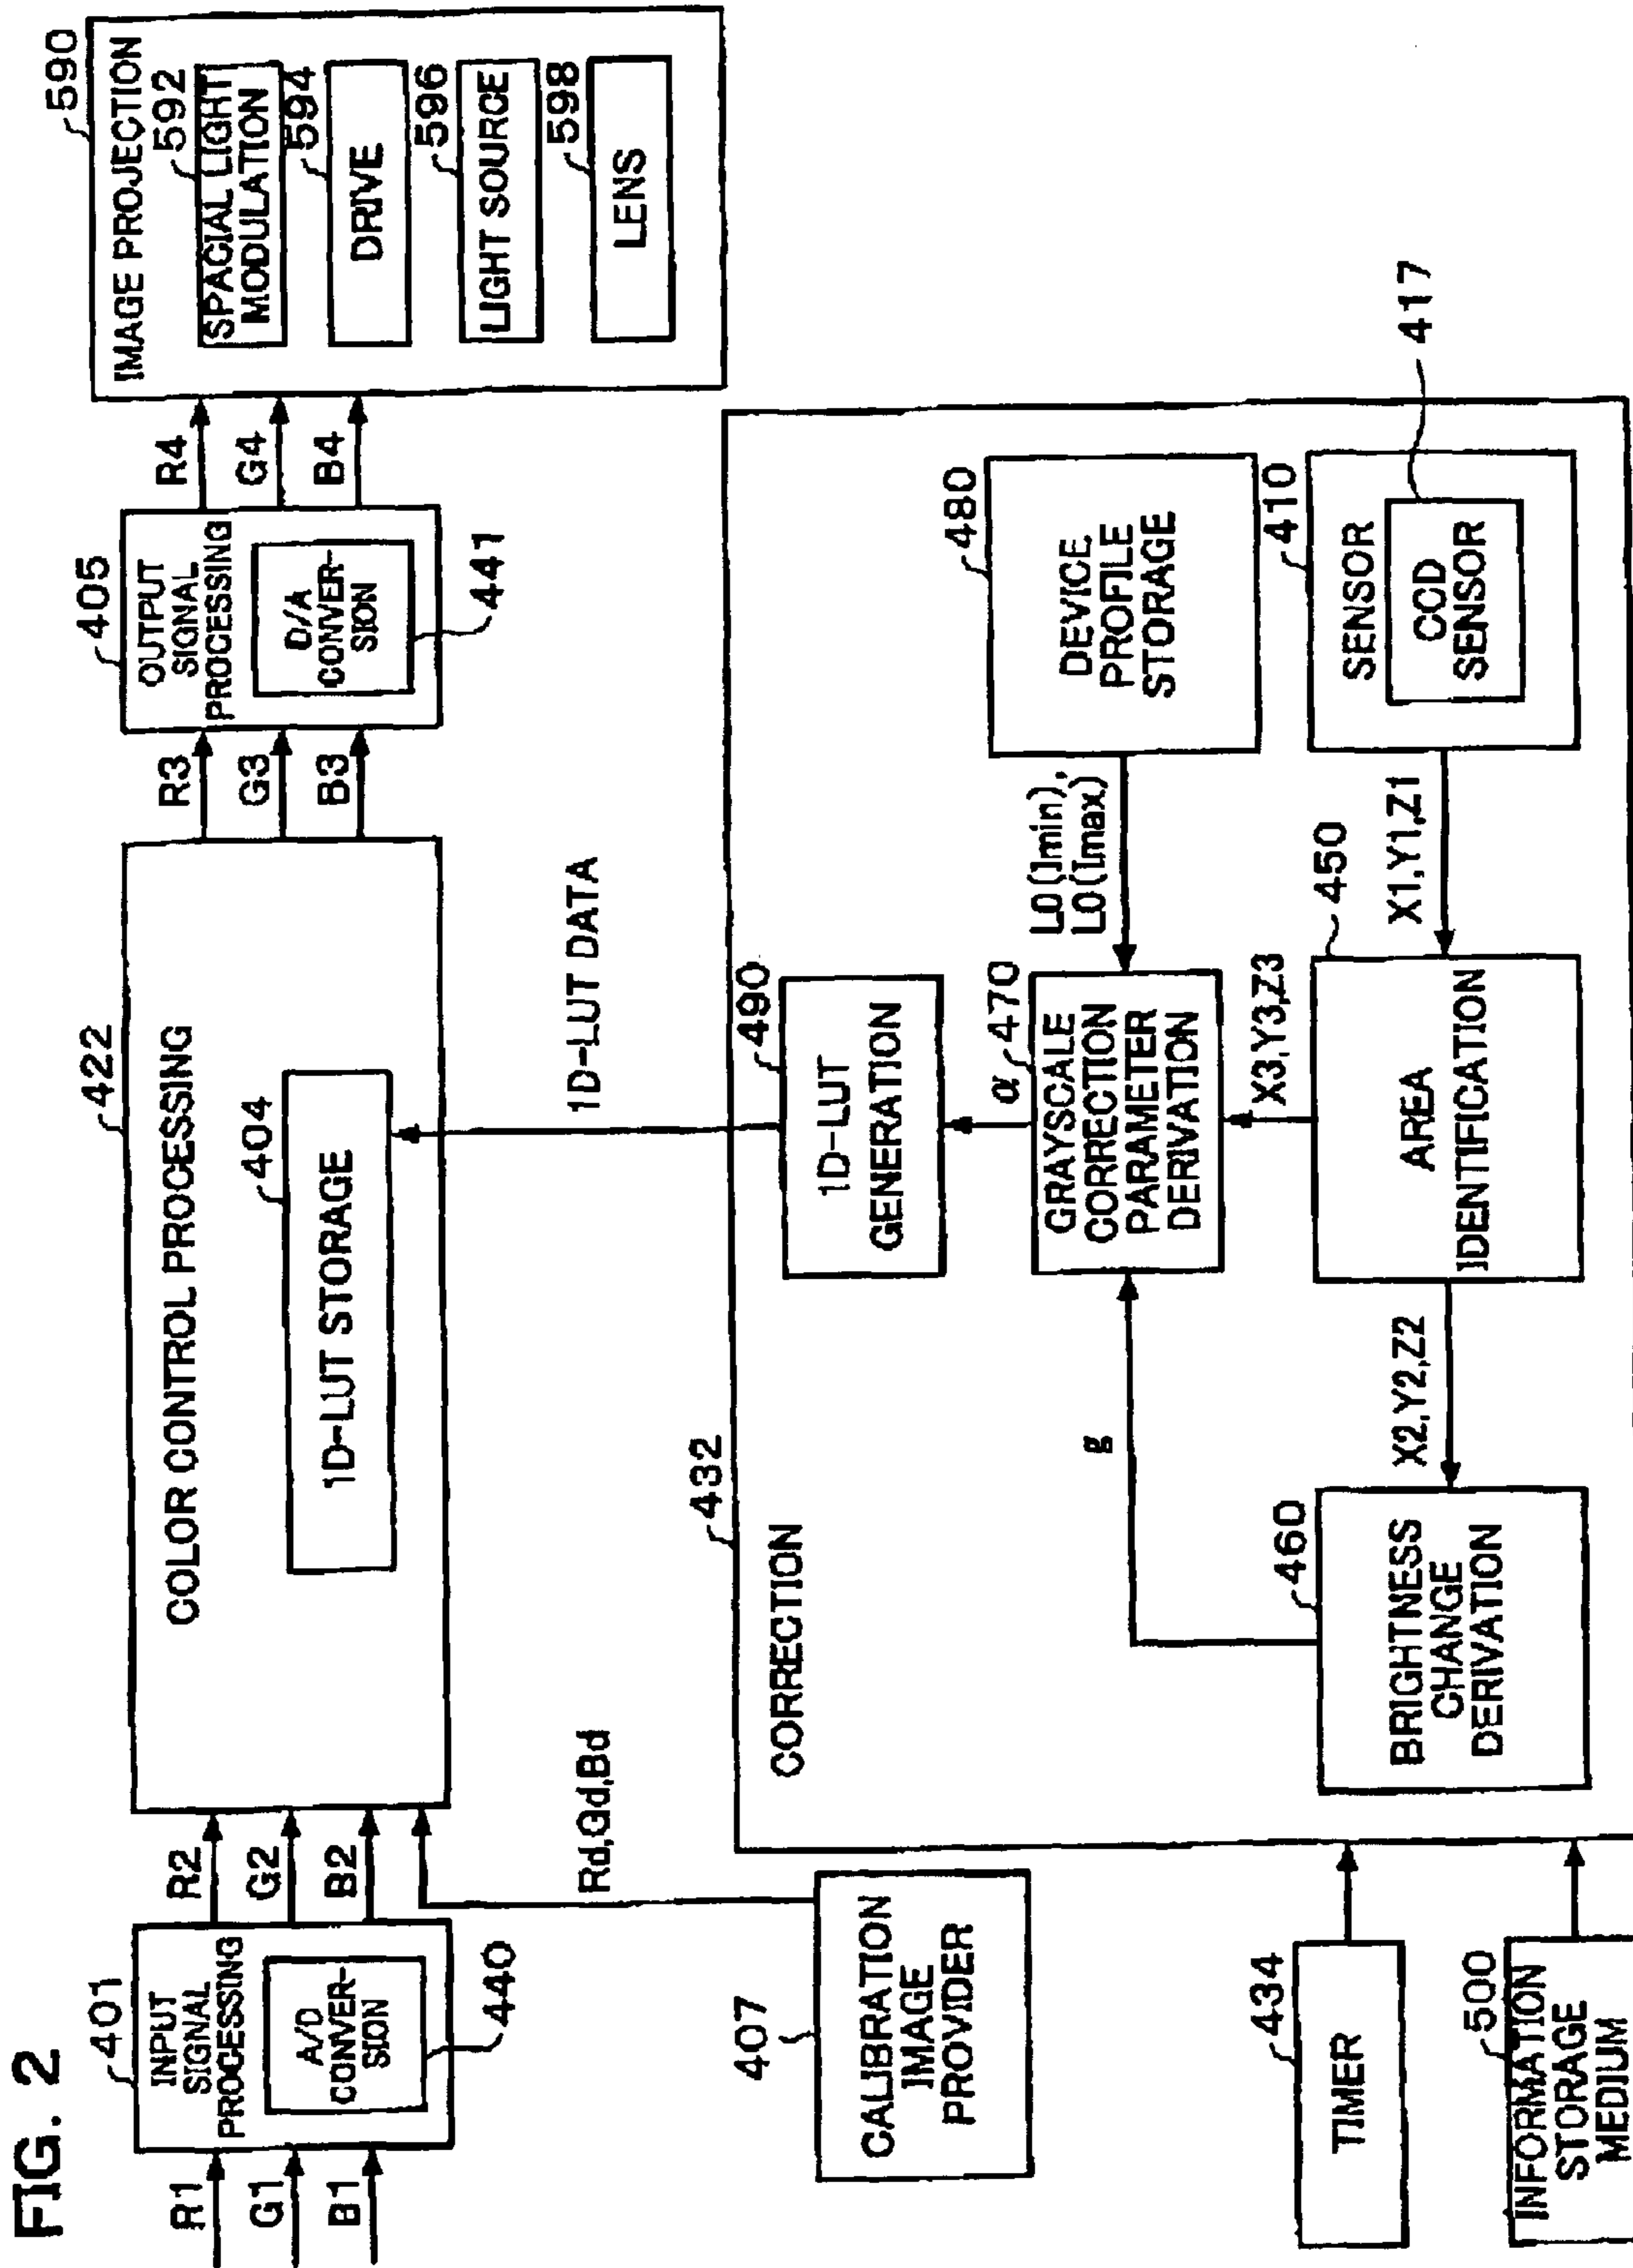 FIG. 2
R1
G1
B1
401
INPUT
SIGNAL
PROCESSING
A/D
CONVER-
SION
440
R2
G2
B2
Rd,Gd,Bd
422
COLOR CONTROL PROCESSING
404
1D-LUT STORAGE
R3
G3
B3
405
OUTPUT
SIGNAL
PROCESSING
D/A
CONVER-
SION
441
R4
G4
B4
590
IMAGE PROJECTION
592
SPACIAL LIGHT
MODULATION
594
DRIVE
596
LIGHT SOURCE
598
LENS
407
CALIBRATION
IMAGE
PROVIDER
1D-LUT DATA
432
CORRECTION
490
1D-LUT
GENERATION
α
470
GRAYSCALE
CORRECTION
PARAMETER
DERIVATION
L0(Imin),
L0(Imax)
480
DEVICE
PROFILE
STORAGE
g
X3,Y3,Z3
460
BRIGHTNESS
CHANGE
DERIVATION
X2,Y2,Z2
450
AREA
IDENTIFICATION
X1,Y1,Z1
410
SENSOR
CCD
SENSOR
417
434
TIMER
500
INFORMATION
STORAGE
MEDIUM